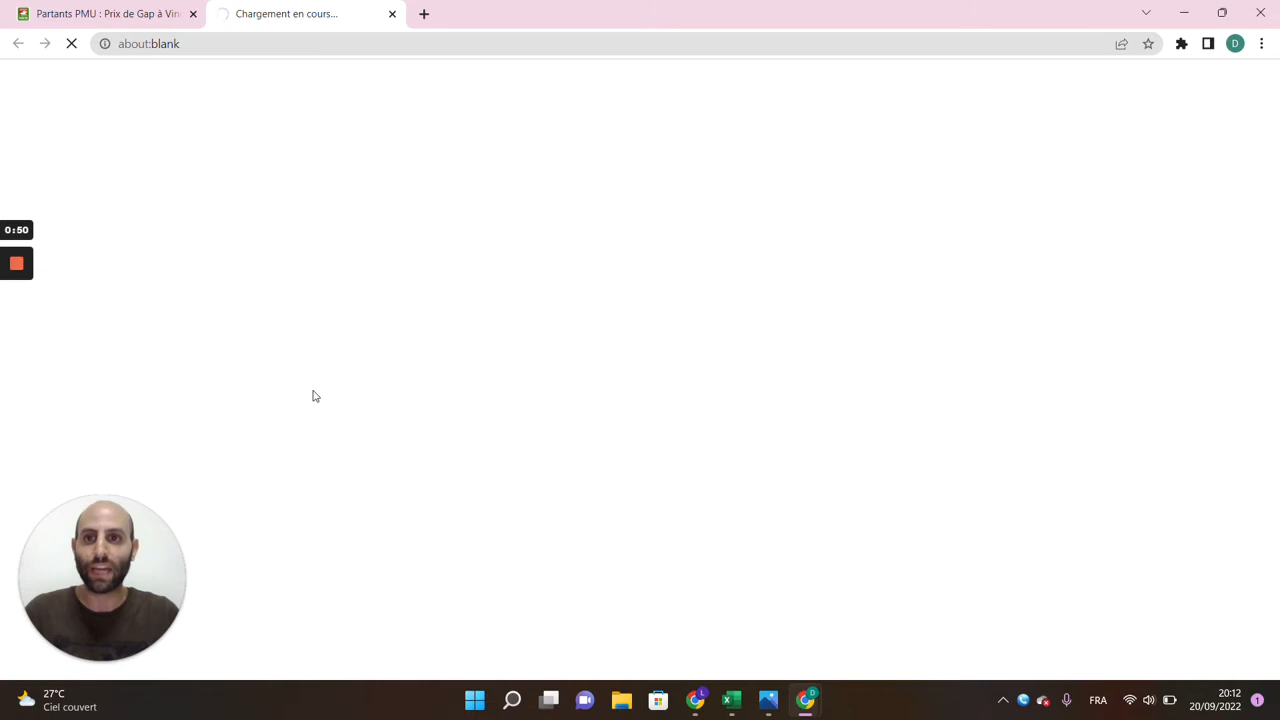 Partants PMU : Prix de Gap à Vin
Chargement en cours...
about:blank
D
0:50
27°C
Ciel couvert
L
D
FRA
20:12
20/09/2022
1